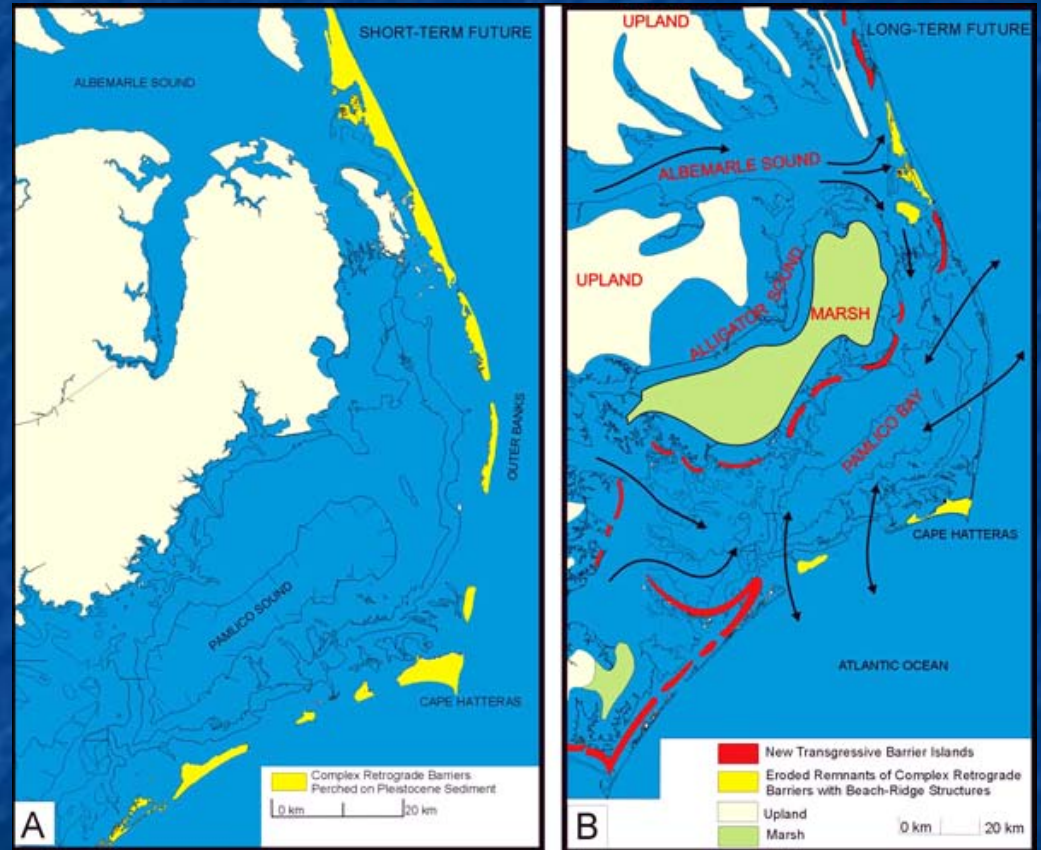 SHORT-TERM FUTURE
ALBEMARLE SOUND
OUTER BANKS
PAMLICO SOUND
CAPE HATTERAS
Complex Retrograde Barriers
Perched on Pleistocene Sediment
0 km 20 km
A
UPLAND
LONG-TERM FUTURE
ALBEMARLE SOUND
UPLAND
ALLIGATOR SOUND
MARSH
PAMLICO BAY
CAPE HATTERAS
ATLANTIC OCEAN
New Transgressive Barrier Islands
Eroded Remnants of Complex Retrograde
Barriers with Beach-Ridge Structures
Upland
Marsh
0 km 20 km
B